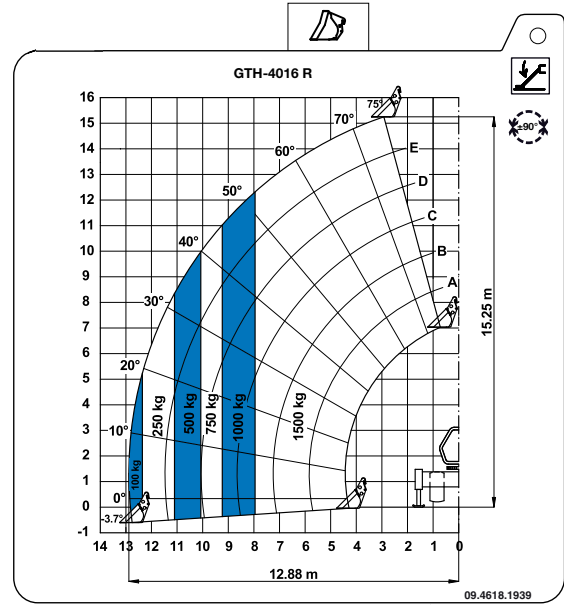 GTH-4016 R
±90°
75°
70°
60°
50°
40°
30°
20°
10°
0°
-3.7°
E
D
C
B
A
16
15
14
13
12
11
10
9
8
7
6
5
4
3
2
1
0
-1
100 kg
250 kg
500 kg
750 kg
1000 kg
1500 kg
15.25 m
14 13 12 11 10 9 8 7 6 5 4 3 2 1 0
12.88 m
09.4618.1939